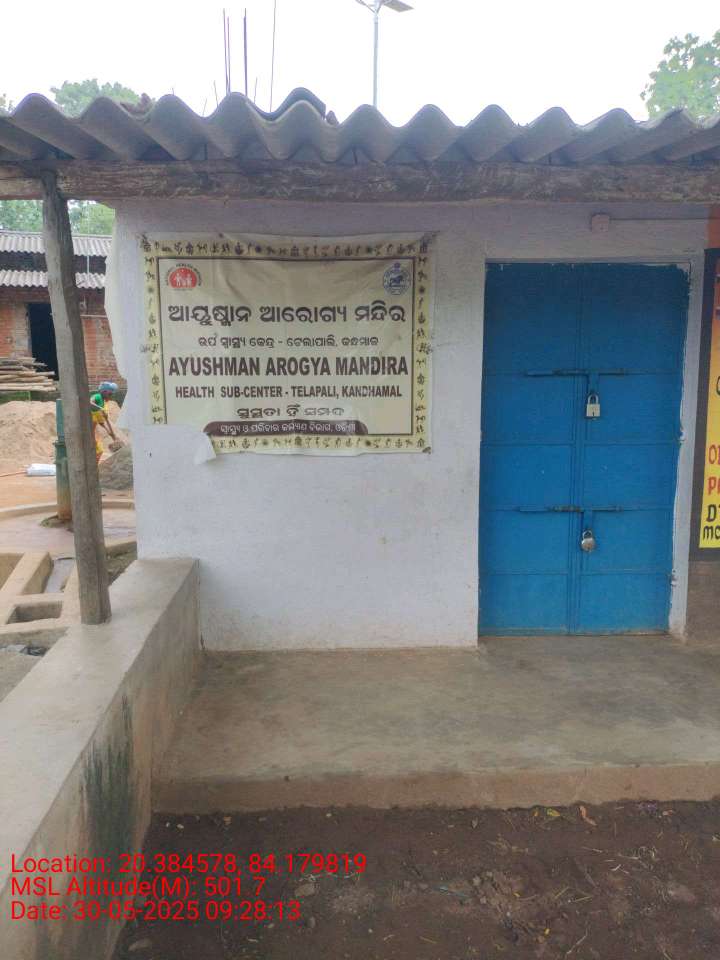 ଆୟୁଷ୍ମାନ ଆରୋଗ୍ୟ ମନ୍ଦିର
ଉପ ସ୍ୱାସ୍ଥ୍ୟ କେନ୍ଦ୍ର - ଟେଲାପାଲି, କନ୍ଧମାଳ
AYUSHMAN AROGYA MANDIRA
HEALTH SUB-CENTER - TELAPALI, KANDHAMAL
ସୁସ୍ଥତା ହିଁ ସମ୍ପଦ
ସ୍ୱାସ୍ଥ୍ୟ ଓ ପରିବାର କଲ୍ୟାଣ ବିଭାଗ, ଓଡ଼ିଶା
Location: 20.384578, 84.179819
MSL Altitude(M): 501.7
Date: 30-05-2025 09:28:13